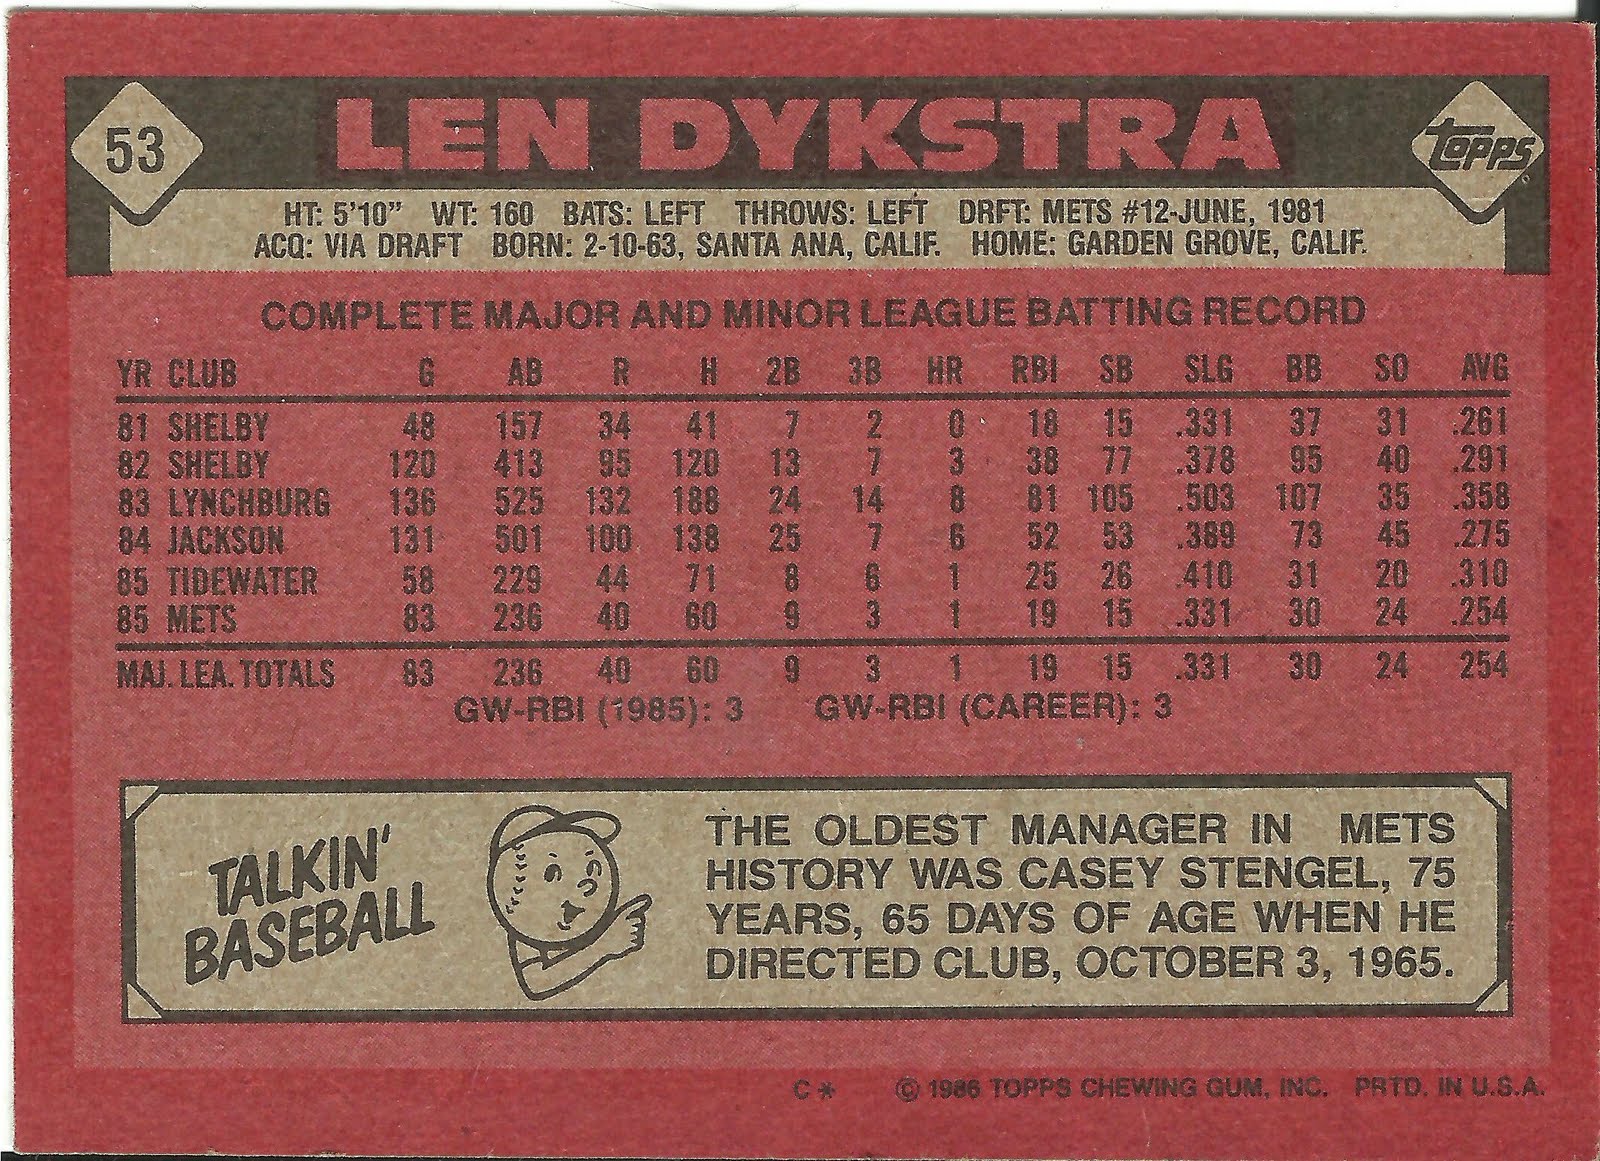 53
LEN DYKSTRA
Topps
HT: 5'10" WT: 160 BATS: LEFT THROWS: LEFT DRFT: METS #12-JUNE, 1981
ACQ: VIA DRAFT BORN: 2-10-63, SANTA ANA, CALIF. HOME: GARDEN GROVE, CALIF.
COMPLETE MAJOR AND MINOR LEAGUE BATTING RECORD
YR CLUB G AB R H 2B 3B HR RBI SB SLG BB SO AVG
81 SHELBY 48 157 34 41 7 2 0 18 15 .331 37 31 .261
82 SHELBY 120 413 95 120 13 7 3 38 77 .378 95 40 .291
83 LYNCHBURG 136 525 132 188 24 14 8 81 105 .503 107 35 .358
84 JACKSON 131 501 100 138 25 7 6 52 53 .389 73 45 .275
85 TIDEWATER 58 229 44 71 8 6 1 25 26 .410 31 20 .310
85 METS 83 236 40 60 9 3 1 19 15 .331 30 24 .254
MAJ. LEA. TOTALS 83 236 40 60 9 3 1 19 15 .331 30 24 254
GW-RBI (1985): 3 GW-RBI (CAREER): 3
TALKIN'
BASEBALL
THE OLDEST MANAGER IN METS
HISTORY WAS CASEY STENGEL, 75
YEARS, 65 DAYS OF AGE WHEN HE
DIRECTED CLUB, OCTOBER 3, 1965.
C* © 1986 TOPPS CHEWING GUM, INC. PRTD. IN U.S.A.